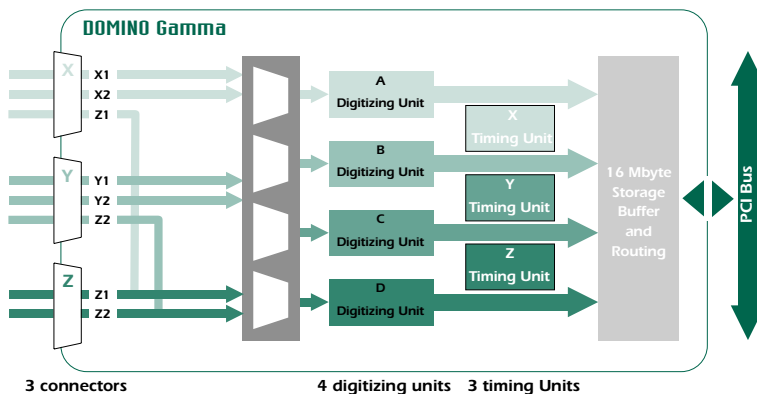 DOMINO Gamma
X
X1
X2
Z1
Y
Y1
Y2
Z2
Z
Z1
Z2
A
Digitizing Unit
B
Digitizing Unit
C
Digitizing Unit
D
Digitizing Unit
X
Timing Unit
Y
Timing Unit
Z
Timing Unit
16 Mbyte
Storage
Buffer
and
Routing
PCI Bus
3 connectors
4 digitizing units
3 timing Units